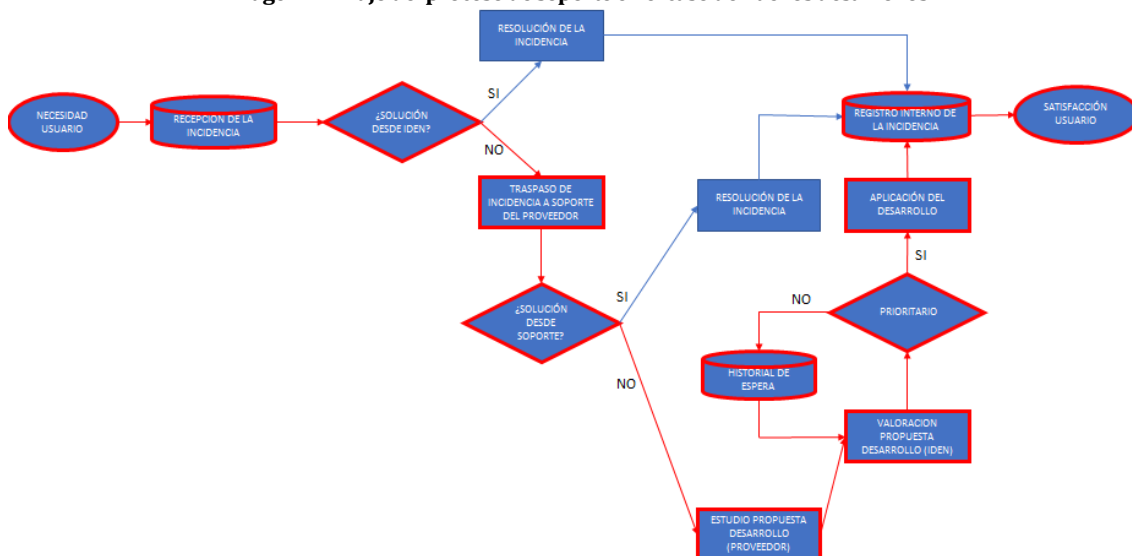 RESOLUCIÓN DE LA
INCIDENCIA
NECESIDAD
USUARIO
RECEPCION DE LA
INCIDENCIA
¿SOLUCIÓN
DESDE IDEN?
SI
NO
REGISTRO INTERNO DE
LA INCIDENCIA
SATISFACCIÓN
USUARIO
TRASPASO DE
INCIDENCIA A SOPORTE
DEL PROVEEDOR
RESOLUCIÓN DE LA
INCIDENCIA
APLICACIÓN DEL
DESARROLLO
SI
¿SOLUCIÓN
DESDE
SOPORTE?
SI
NO
NO
PRIORITARIO
HISTORIAL DE
ESPERA
VALORACION
PROPUESTA
DESARROLLO (IDEN)
ESTUDIO PROPUESTA
DESARROLLO
(PROVEEDOR)